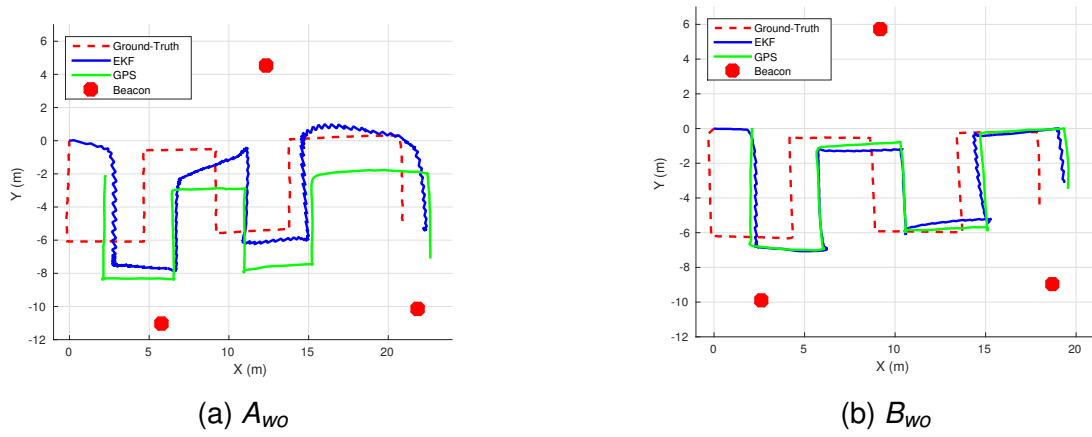 6
4
2
0
-2
-4
-6
-8
-10
-12
Y (m)
0 5 10 15 20
X (m)
Ground-Truth
EKF
GPS
Beacon
(a) A_wo
6
4
2
0
-2
-4
-6
-8
-10
-12
Y (m)
0 5 10 15 20
X (m)
Ground-Truth
EKF
GPS
Beacon
(b) B_wo